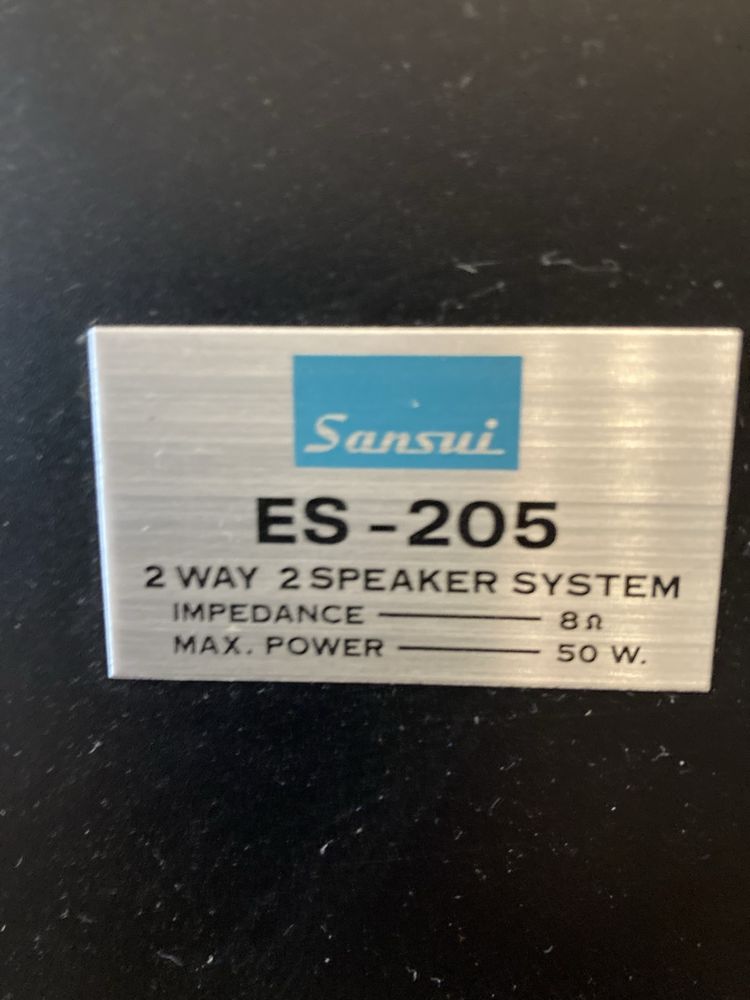 Sansui
ES-205
2 WAY 2 SPEAKER SYSTEM
IMPEDANCE — 8Ω
MAX. POWER — 50 W.